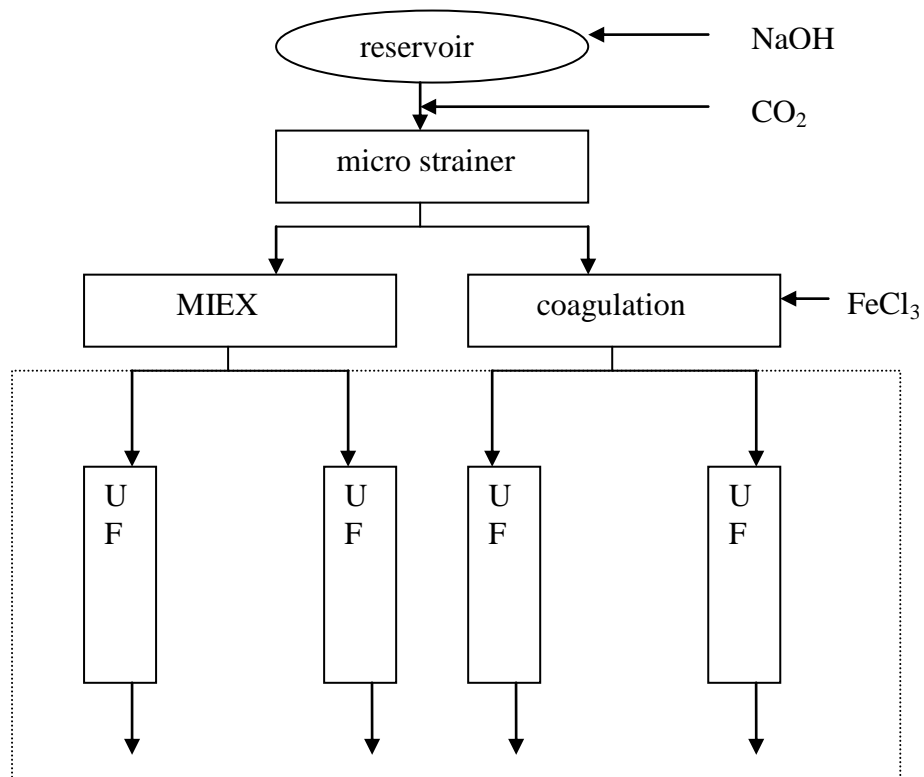 reservoir
NaOH
CO₂
micro strainer
MIEX
coagulation
FeCl₃
U
F
U
F
U
F
U
F